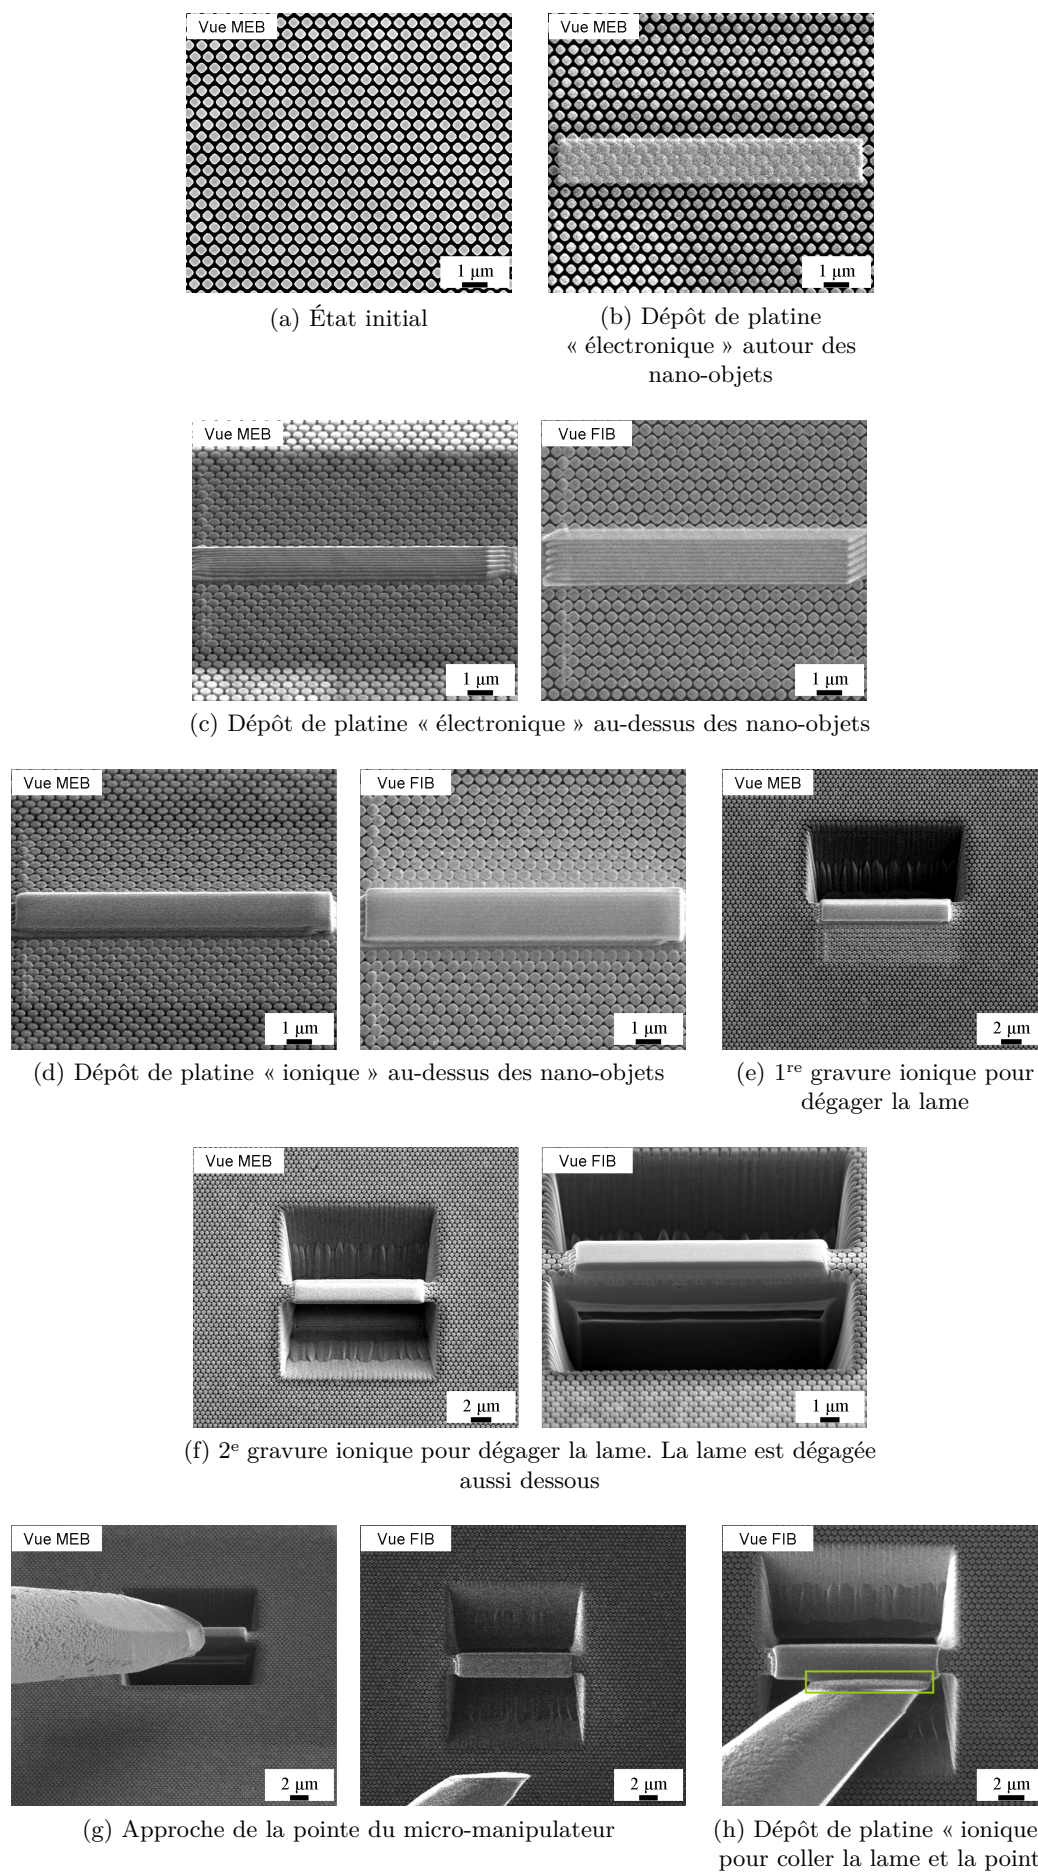 Vue MEB
Vue MEB
1 µm
1 µm
(a) État initial
(b) Dépôt de platine
« électronique » autour des
nano-objets
Vue MEB
Vue FIB
1 µm
1 µm
(c) Dépôt de platine « électronique » au-dessus des nano-objets
Vue MEB
Vue FIB
Vue MEB
1 µm
1 µm
2 µm
(d) Dépôt de platine « ionique » au-dessus des nano-objets
(e) 1re gravure ionique pour
dégager la lame
Vue MEB
Vue FIB
2 µm
1 µm
(f) 2e gravure ionique pour dégager la lame. La lame est dégagée
aussi dessous
Vue MEB
Vue FIB
Vue FIB
2 µm
2 µm
2 µm
(g) Approche de la pointe du micro-manipulateur
(h) Dépôt de platine « ionique
pour coller la lame et la point